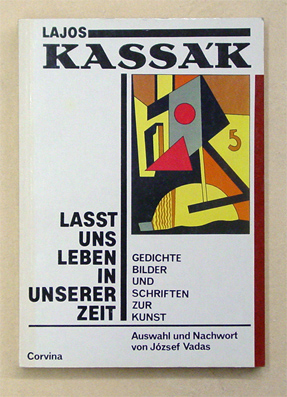 LAJOS
KASSÁK
5
LASST
UNS
LEBEN
IN
UNSERER
ZEIT
GEDICHTE
BILDER
UND
SCHRIFTEN
ZUR
KUNST
Auswahl und Nachwort
von József Vadas
Corvina